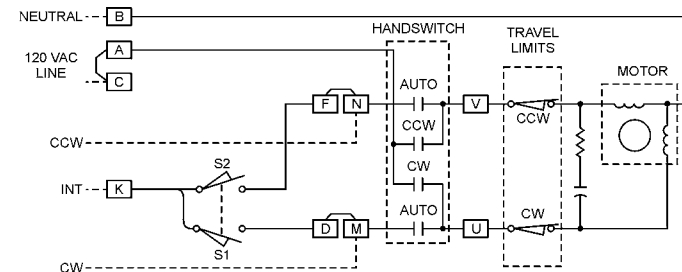 NEUTRAL
B
HANDSWITCH
TRAVEL
LIMITS
120 VAC
LINE
A
C
MOTOR
AUTO
F
N
V
CCW
CCW
CCW
CW
S2
INT
K
AUTO
D
M
U
CW
S1
CW